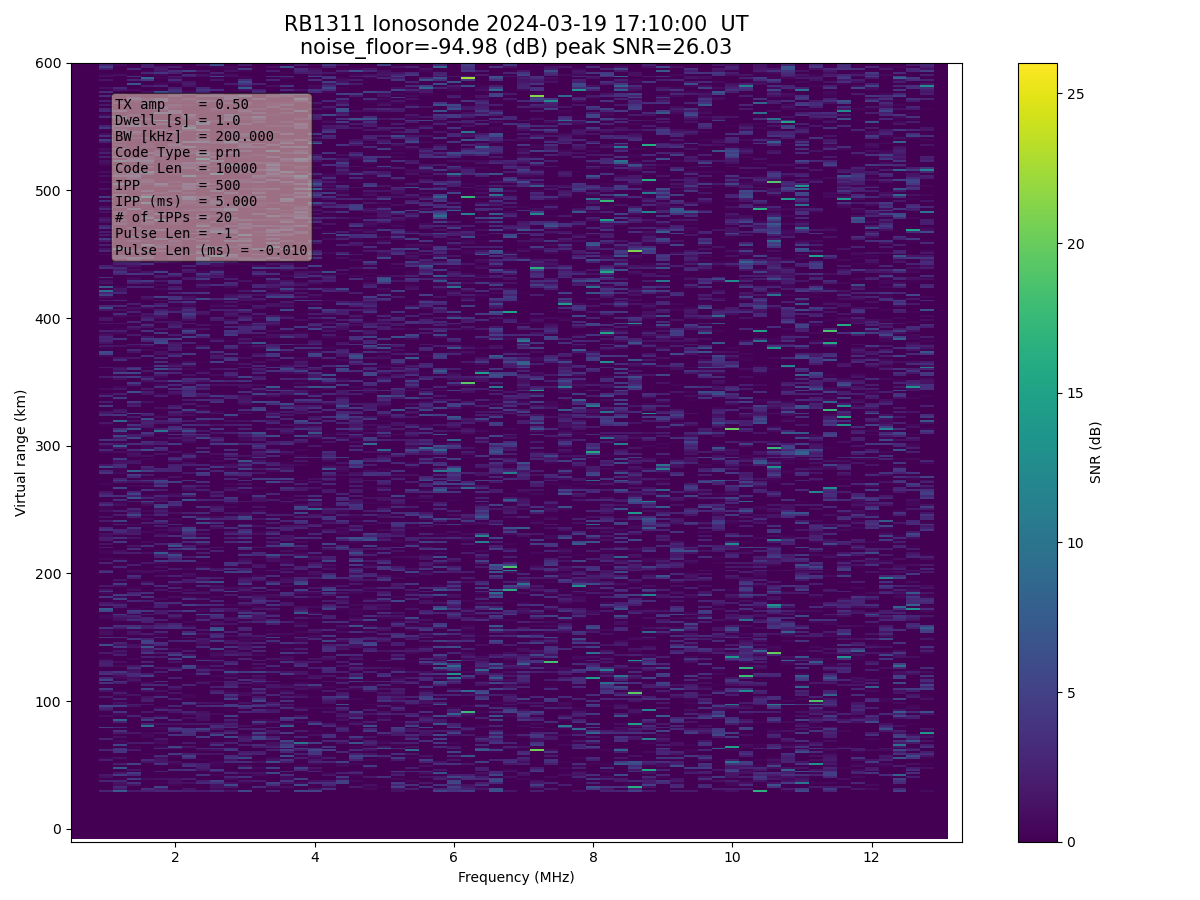 RB1311 Ionosonde 2024-03-19 17:10:00  UT
noise_floor=-94.98 (dB) peak SNR=26.03
600
500
400
300
200
100
0
Virtual range (km)
TX amp    = 0.50
Dwell [s] = 1.0
BW [kHz]  = 200.000
Code Type = prn
Code Len  = 10000
IPP       = 500
IPP (ms)  = 5.000
# of IPPs = 20
Pulse Len = -1
Pulse Len (ms) = -0.010
2 4 6 8 10 12
Frequency (MHz)
25
20
15
10
5
0
SNR (dB)